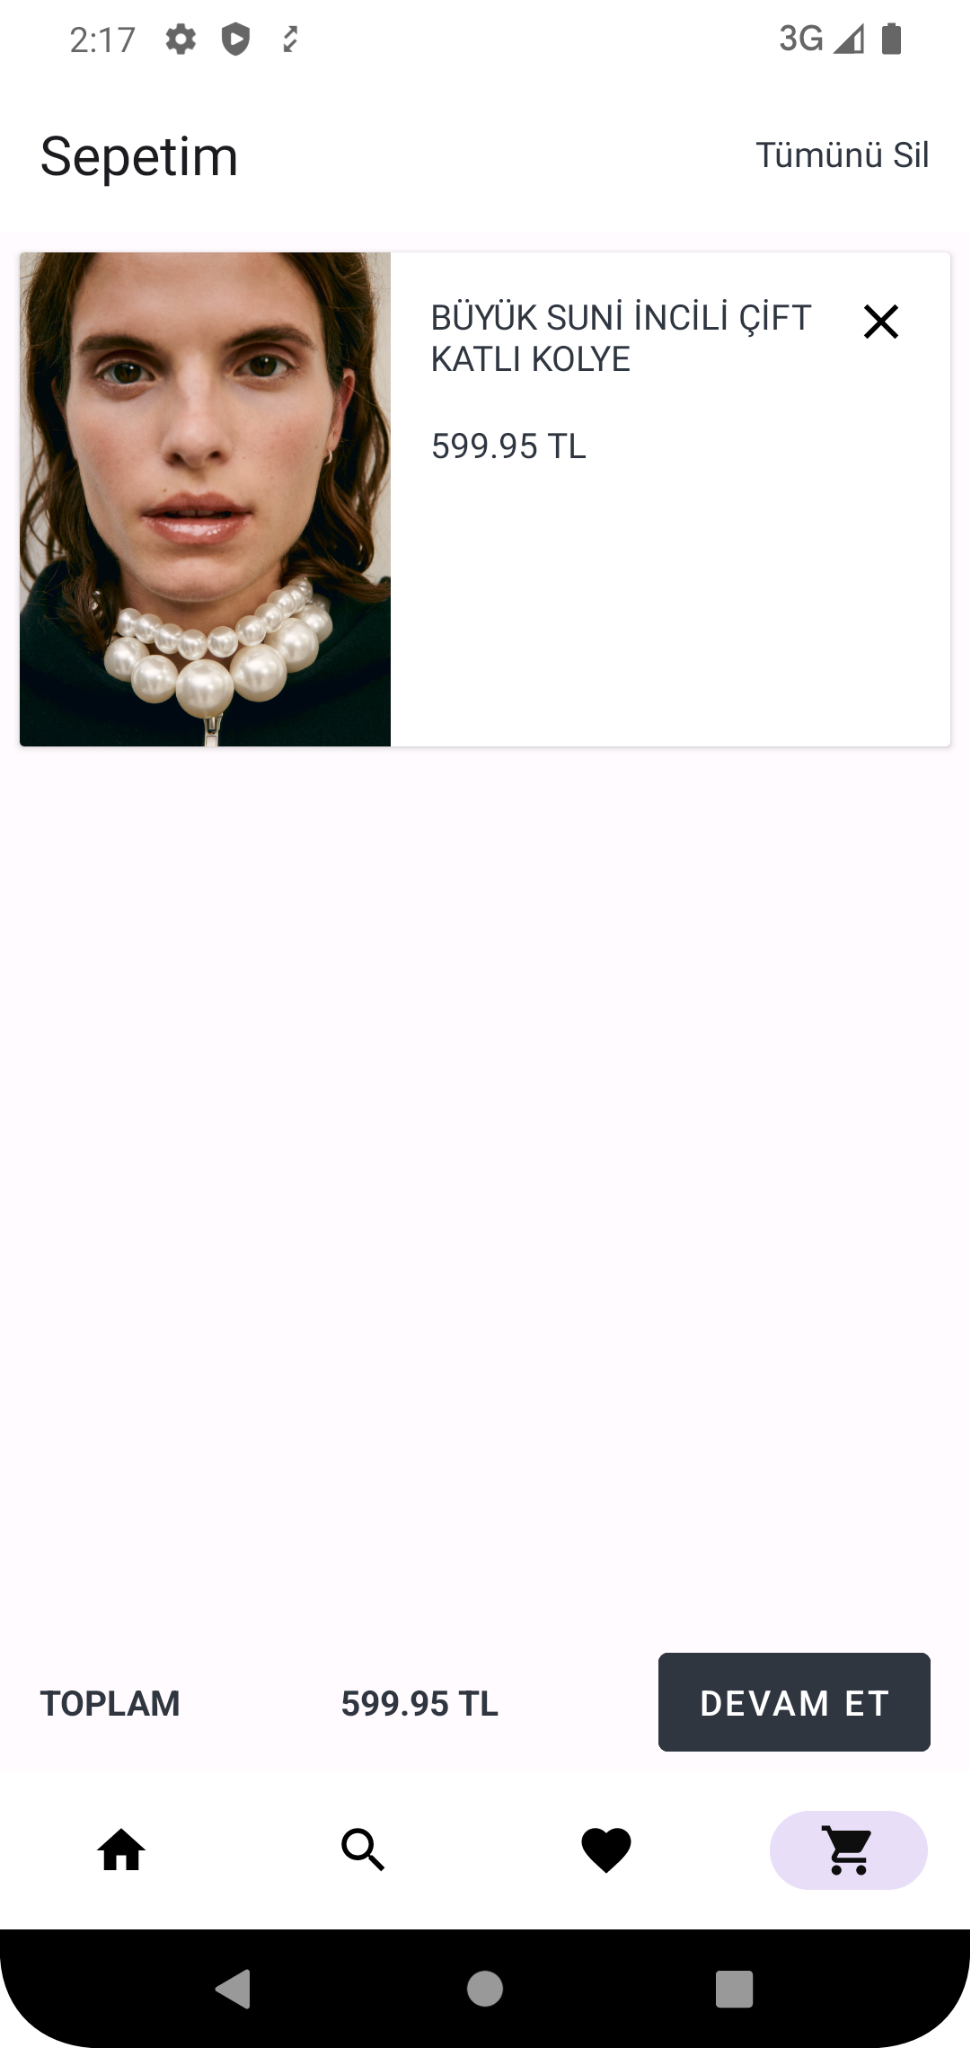 2:17
3G
Sepetim
Tümünü Sil
BÜYÜK SUNİ İNCİLİ ÇİFT
KATLI KOLYE
599.95 TL
TOPLAM
599.95 TL
DEVAM ET